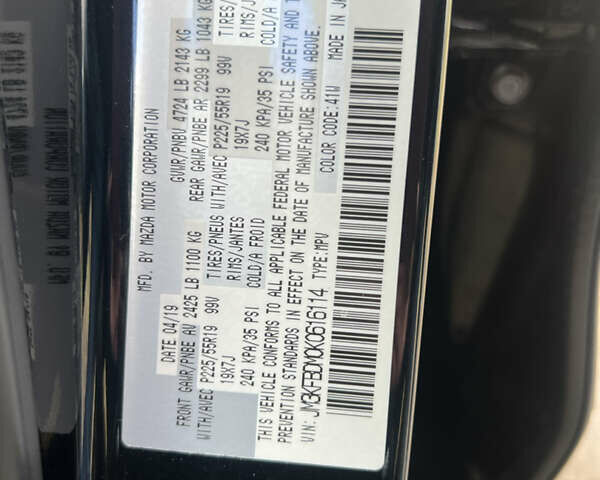 MFD. BY MAZDA MOTOR CORPORATION
DATE 04/19 GVWR/PNBV 4724 LB 2143 KG
FRONT GAWR/PNBE AV 2425 LB 1100 KG REAR GAWR/PNBE AR 2299 LB 1043 KG
WITH/AVEC P225/55R19 99V TIRES/PNEUS WITH/AVEC P225/55R19 99V TIRES/
19X7J RIMS/JANTES 19X7J RIMS/J
240 KPA/35 PSI COLD/A FROID 240 KPA/35 PSI COLD/A
THIS VEHICLE CONFORMS TO ALL APPLICABLE FEDERAL MOTOR VEHICLE SAFETY AND T
PREVENTION STANDARDS IN EFFECT ON THE DATE OF MANUFACTURE SHOWN ABOVE.
VIN: JM3KFBDM0K0616114 TYPE:MPV COLOR CODE:41W MADE IN JA